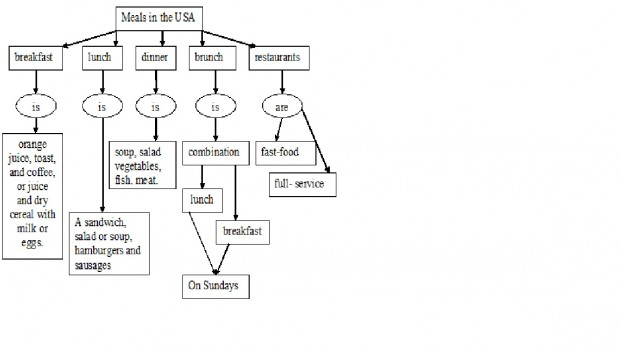 Meals in the USA
breakfast
lunch
dinner
brunch
restaurants
is
is
is
is
are
orange
juice, toast,
and coffee,
or juice
and dry
cereal with
milk or
eggs.
A sandwich,
salad or soup,
hamburgers and
sausages
soup, salad
vegetables,
fish. meat.
combination
lunch
breakfast
On Sundays
fast-food
full- service